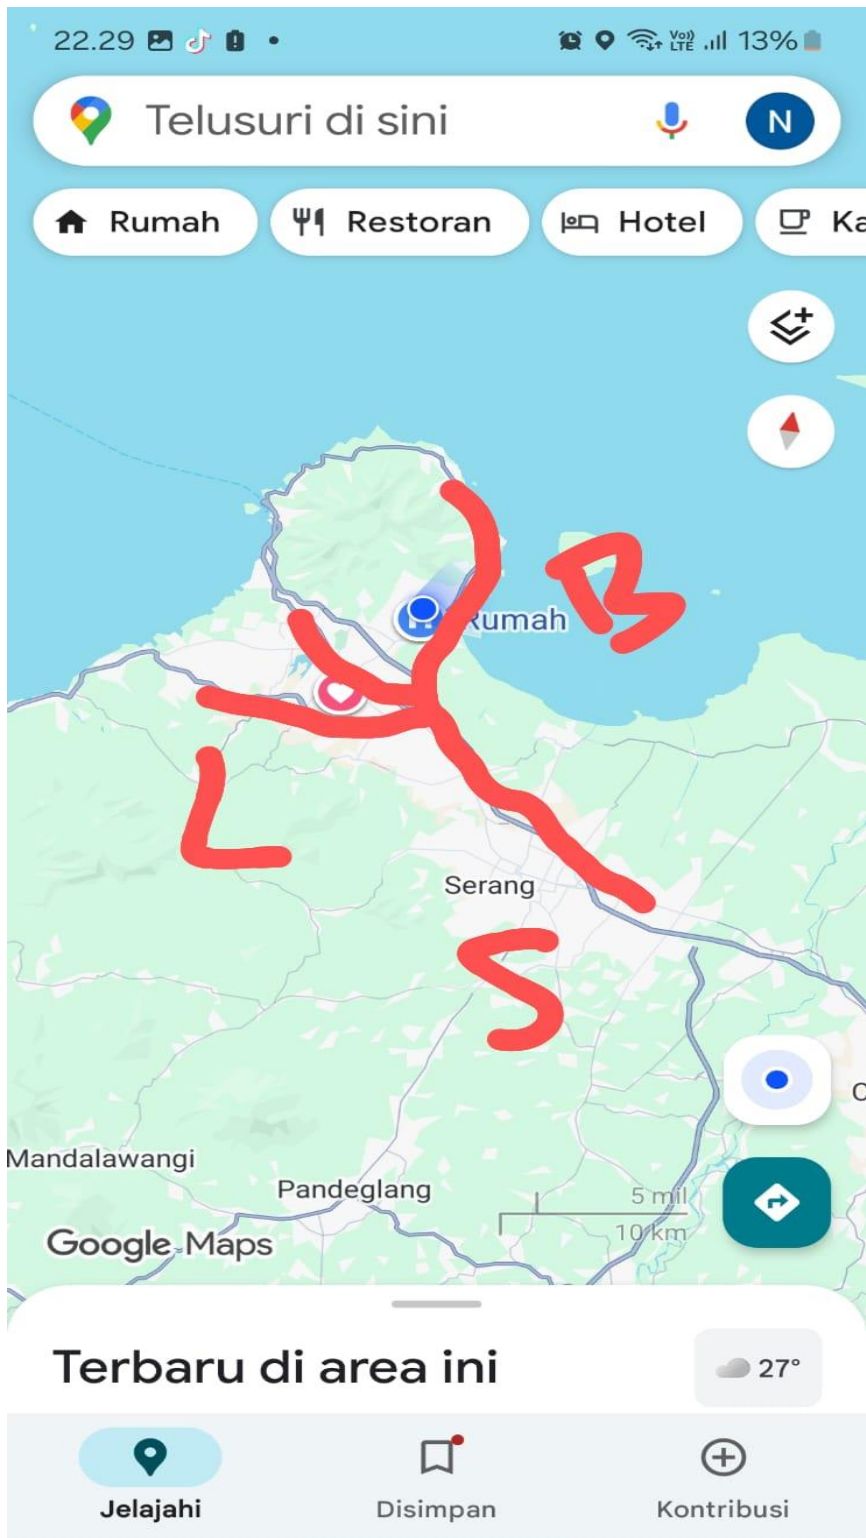 22.29 Vo)) LTE 13%
Telusuri di sini N
Rumah Restoran Hotel Ka
B
Rumah
L
Serang
S
C
Mandalawangi
Pandeglang
5 mil
10 km
Google Maps
Terbaru di area ini 27°
Jelajahi Disimpan Kontribusi